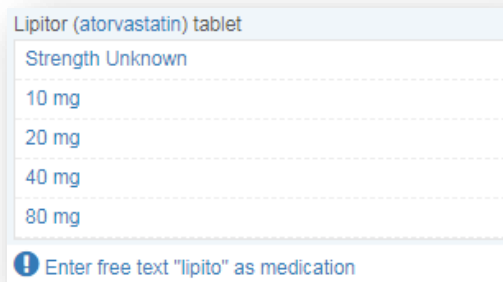 Lipitor (atorvastatin) tablet
Strength Unknown
10 mg
20 mg
40 mg
80 mg
Enter free text "lipito" as medication